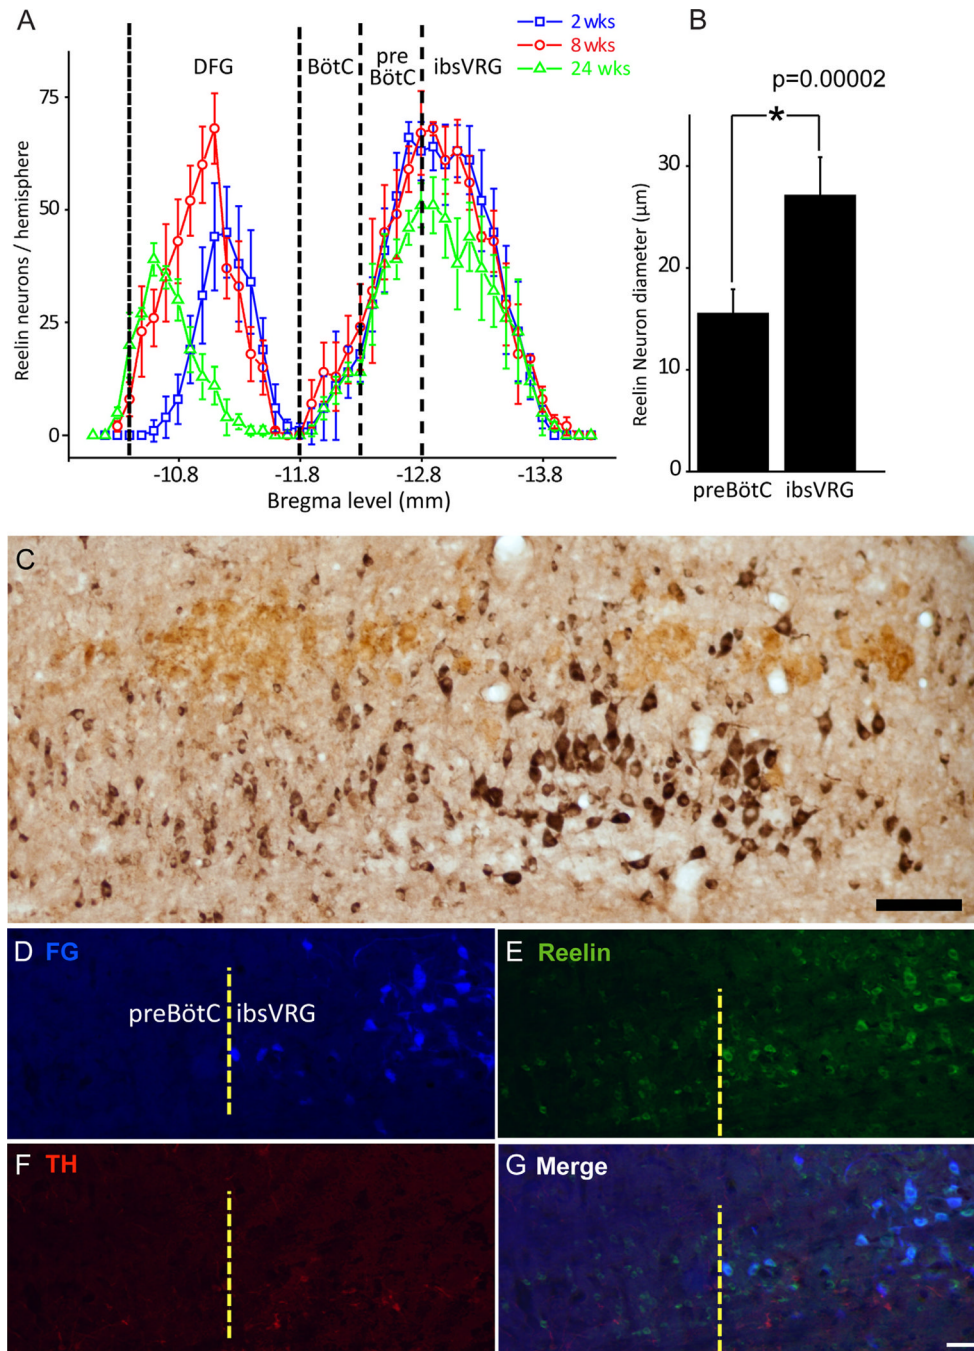 A
2 wks
8 wks
24 wks
DFG
BötC
pre
BötC
ibsVRG
75
50
25
0
Reelin neurons / hemisphere
-10.8
-11.8
-12.8
-13.8
Bregma level (mm)
B
p=0.00002
*
30
20
10
0
Reelin Neuron diameter (µm)
preBötC
ibsVRG
C
D FG
preBötC
ibsVRG
E Reelin
F TH
G Merge